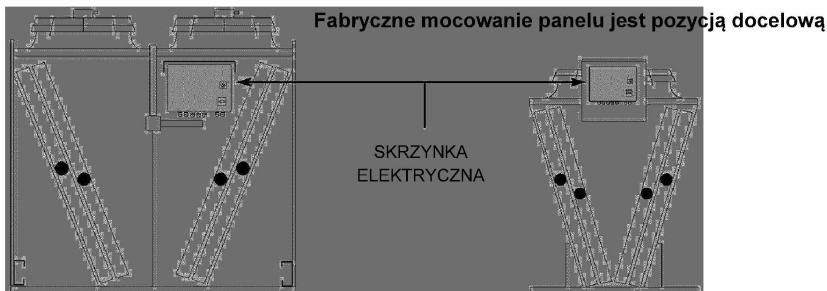 Fabryczne mocowanie panelu jest pozycją docelową
SKRZYNKA
ELEKTRYCZNA